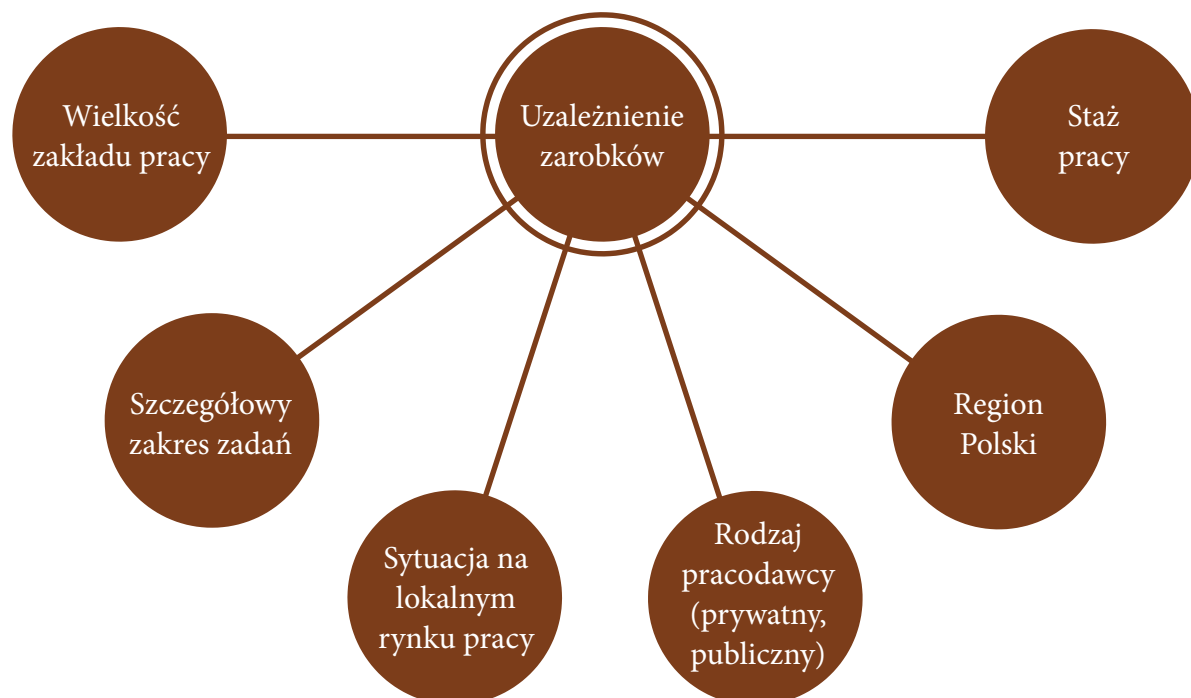 Wielkość
zakładu pracy
Uzależnienie
zarobków
Staż
pracy
Szczegółowy
zakres zadań
Region
Polski
Sytuacja na
lokalnym
rynku pracy
Rodzaj
pracodawcy
(prywatny,
publiczny)